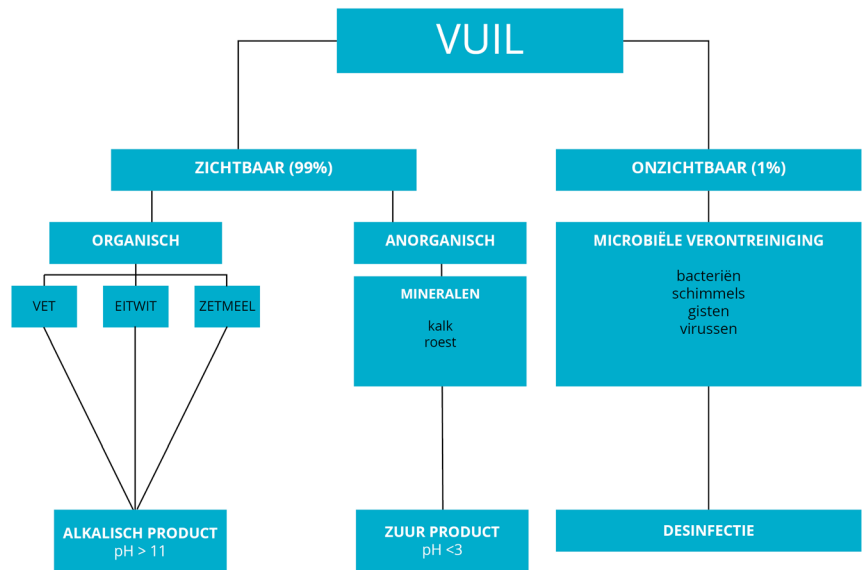 VUIL
ZICHTBAAR (99%)
ONZICHTBAAR (1%)
ORGANISCH
ANORGANISCH
MICROBIËLE VERONTREINIGING
bacteriën
schimmels
gisten
virussen
VET
EITWIT
ZETMEEL
MINERALEN
kalk
roest
ALKALISCH PRODUCT
pH > 11
ZUUR PRODUCT
pH <3
DESINFECTIE